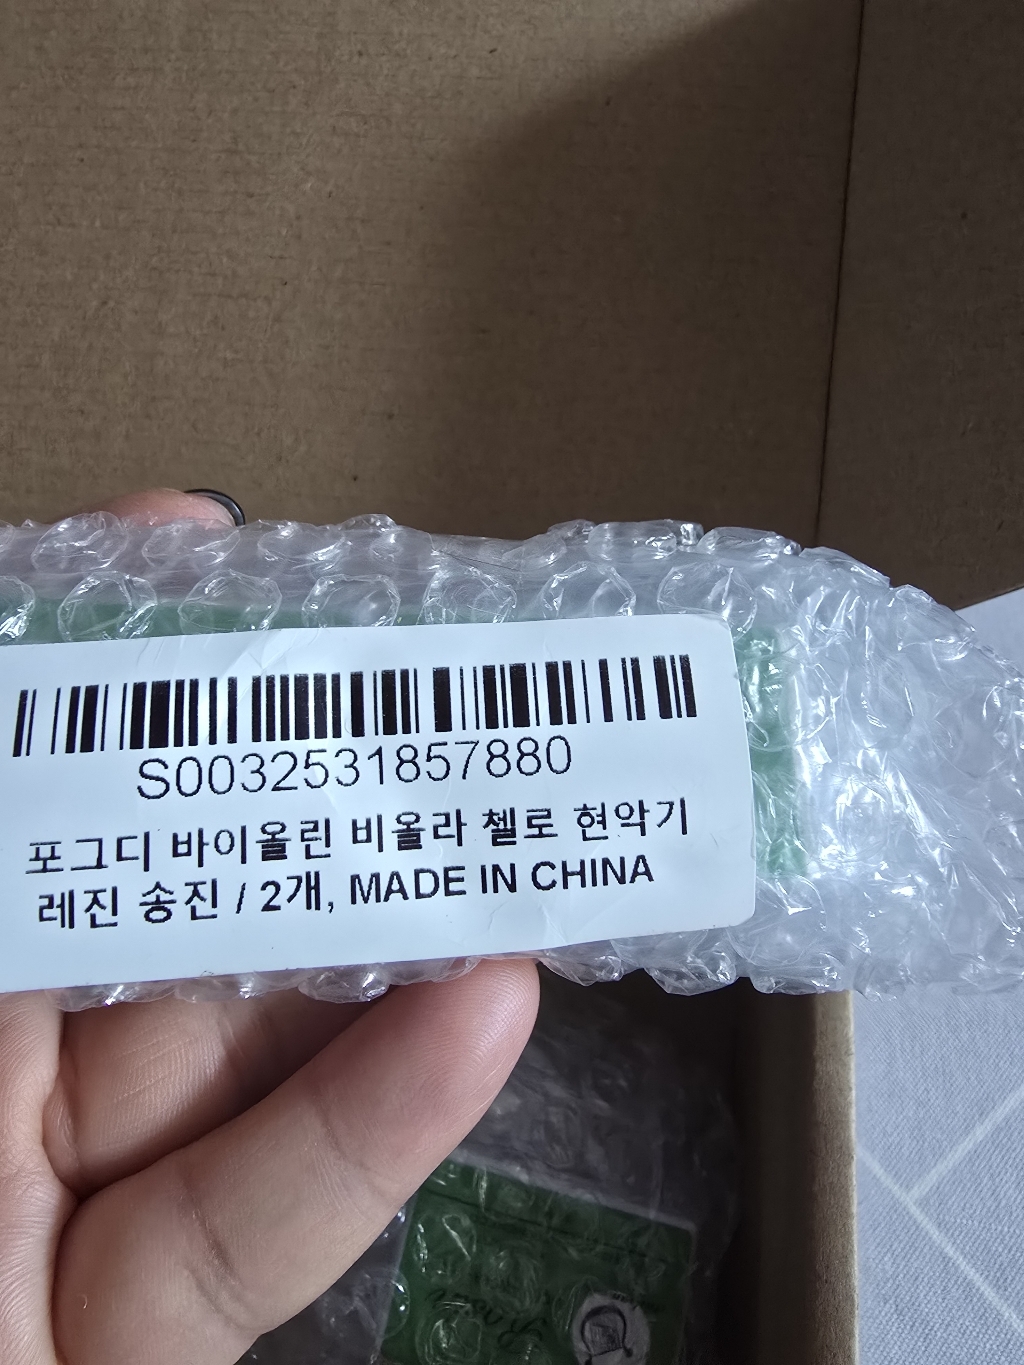 S0032531857880
포그디 바이올린 비올라 첼로 현악기
레진 송진 / 2개, MADE IN CHINA
Rosin